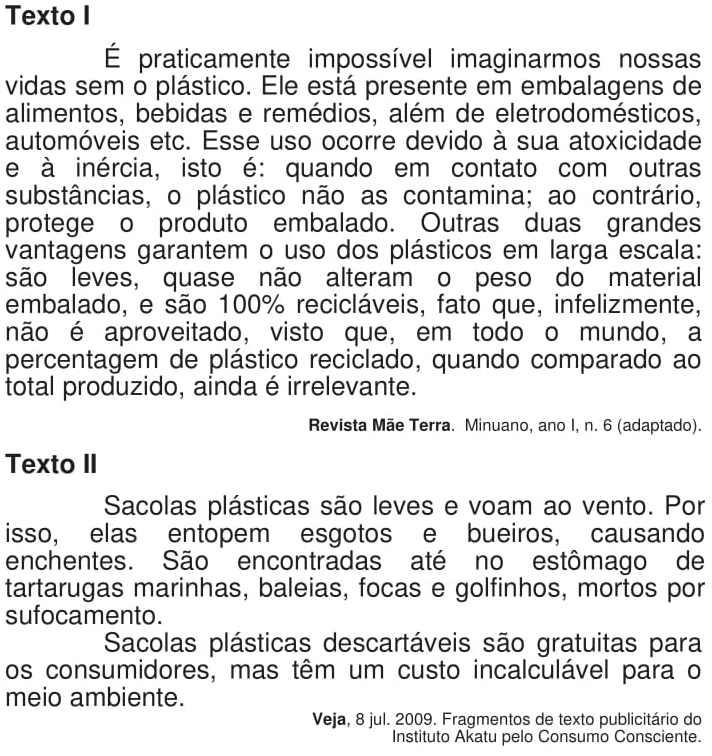 Texto I
É praticamente impossível imaginarmos nossas
vidas sem o plástico. Ele está presente em embalagens de
alimentos, bebidas e remédios, além de eletrodomésticos,
automóveis etc. Esse uso ocorre devido à sua atoxicidade
e à inércia, isto é: quando em contato com outras
substâncias, o plástico não as contamina; ao contrário,
protege o produto embalado. Outras duas grandes
vantagens garantem o uso dos plásticos em larga escala:
são leves, quase não alteram o peso do material
embalado, e são 100% recicláveis, fato que, infelizmente,
não é aproveitado, visto que, em todo o mundo, a
percentagem de plástico reciclado, quando comparado ao
total produzido, ainda é irrelevante.
Revista Mãe Terra. Minuano, ano I, n. 6 (adaptado).
Texto II
Sacolas plásticas são leves e voam ao vento. Por
isso, elas entopem esgotos e bueiros, causando
enchentes. São encontradas até no estômago de
tartarugas marinhas, baleias, focas e golfinhos, mortos por
sufocamento.
Sacolas plásticas descartáveis são gratuitas para
os consumidores, mas têm um custo incalculável para o
meio ambiente.
Veja, 8 jul. 2009. Fragmentos de texto publicitário do
Instituto Akatu pelo Consumo Consciente.